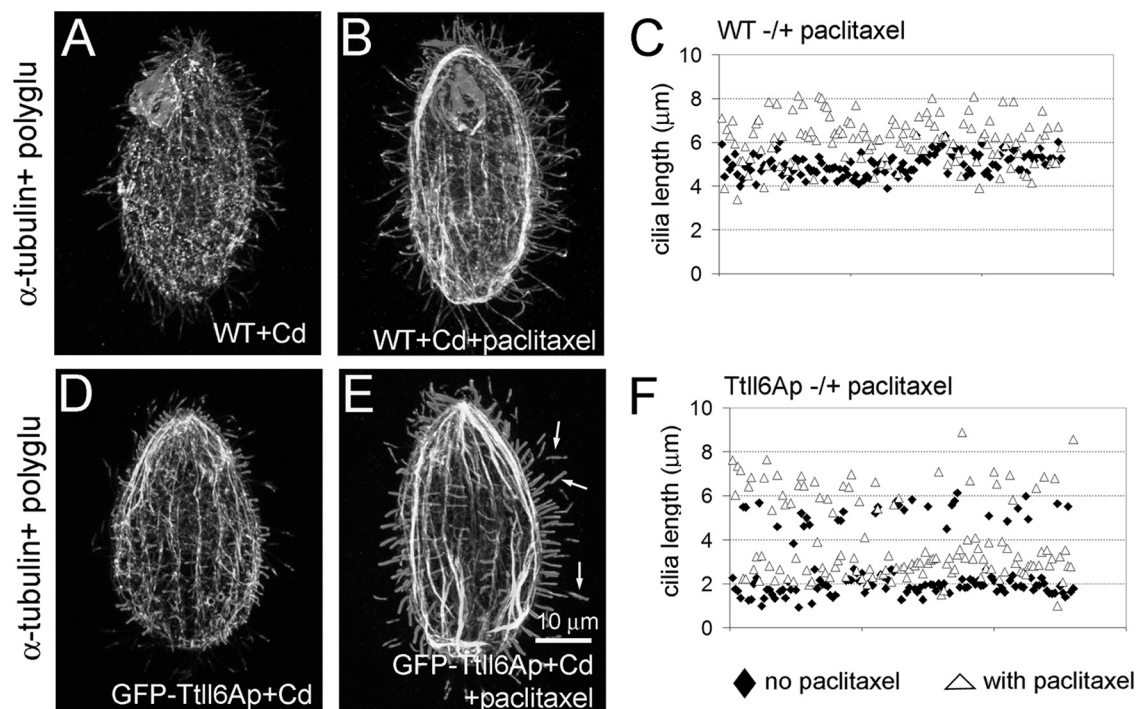 A
B
C
WT -/+ paclitaxel
α-tubulin+ polyglu
WT+Cd
WT+Cd+paclitaxel
cilia length (μm)
10
8
6
4
2
0
D
E
F
Ttll6Ap -/+ paclitaxel
α-tubulin+ polyglu
GFP-Ttll6Ap+Cd
10 μm
GFP-Ttll6Ap+Cd
+paclitaxel
cilia length (μm)
10
8
6
4
2
0
no paclitaxel
with paclitaxel